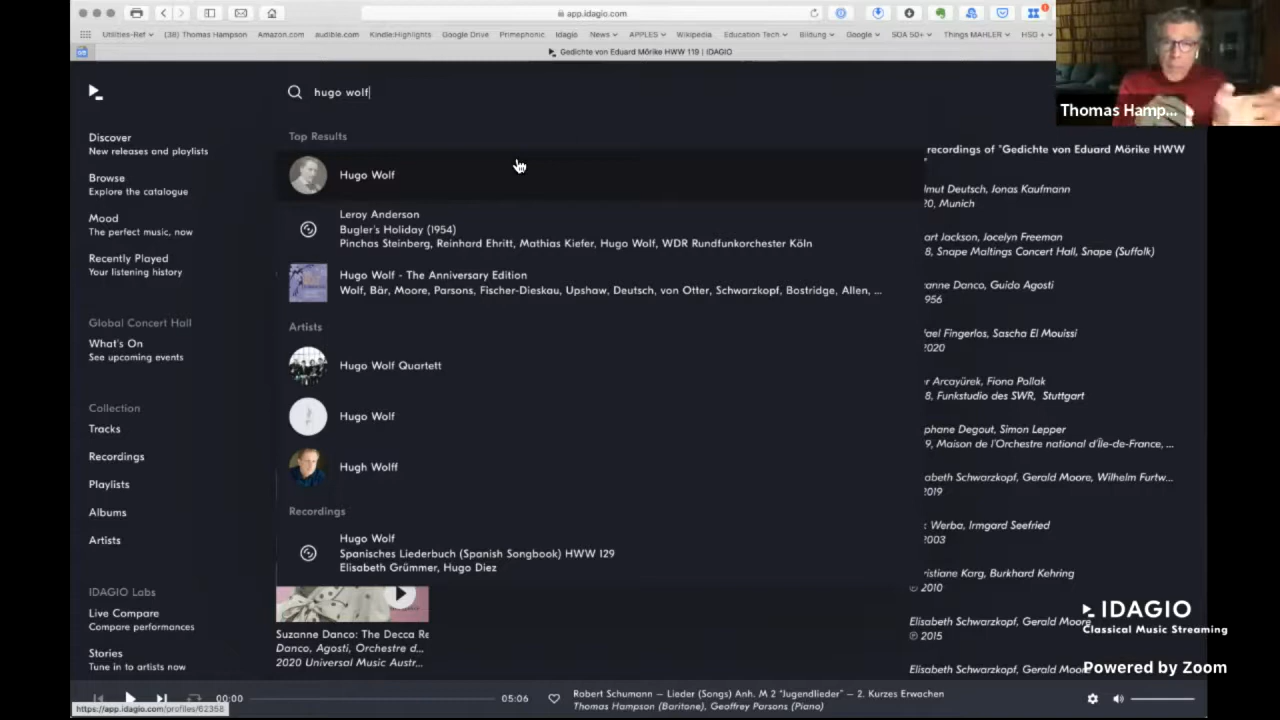 app.idagio.com
Utilities-Ref
(38) Thomas Hampson
Amazon.com
audible.com
Kindle:Highlights
Google Drive
Primephonic
Idagio
News
APPLES
Wikipedia
Education Tech.
Bildung
Google
SOA 50+
Things MAHLER
HSO +
Gedichte von Eduard Mörike HWW 119 | IDAGIO
Thomas Hamp...
hugo wolf
Discover
New releases and playlists
Browse
Explore the catalogue
Mood
The perfect music, now
Recently Played
Your listening history
Global Concert Hall
What's On
See upcoming events
Collection
Tracks
Recordings
Playlists
Albums
Artists
IDAGIO Labs
Live Compare
Compare performances
Stories
Tune in to artists now
Top Results
Hugo Wolf
Leroy Anderson
Bugler's Holiday (1954)
Pinchas Steinberg, Reinhard Ehritt, Mathias Kiefer, Hugo Wolf, WDR Rundfunkorchester Köln
Hugo Wolf - The Anniversary Edition
Wolf, Bär, Moore, Parsons, Fischer-Dieskau, Upshaw, Deutsch, von Otter, Schwarzkopf, Bostridge, Allen, ...
Artists
Hugo Wolf Quartett
Hugo Wolf
Hugh Wolff
Recordings
Hugo Wolf
Spanisches Liederbuch (Spanish Songbook) HWW 129
Elisabeth Grümmer, Hugo Diez
Suzanne Danco: The Decca Re
Danco, Agosti, Orchestre d...
2020 Universal Music Austr...
recordings of "Gedichte von Eduard Mörike HWW
"
lmut Deutsch, Jonas Kaufmann
20, Munich
art Jackson, Jocelyn Freeman
8, Snape Maltings Concert Hall, Snape (Suffolk)
anne Danco, Guido Agosti
956
ael Fingerlos, Sascha El Mouissi
2020
r Arcayürek, Fiona Pollak
8, Funkstudio des SWR, Stuttgart
phane Degout, Simon Lepper
9, Maison de l'Orchestre national d'Île-de-France, ...
abeth Schwarzkopf, Gerald Moore, Wilhelm Furtw...
2019
Werba, Irmgard Seefried
2003
ristiane Karg, Burkhard Kehring
℗ 2010
Elisabeth Schwarzkopf, Gerald Moore
℗ 2015
Elisabeth Schwarzkopf, Gerald Moore
IDAGIO
Classical Music Streaming
Powered by Zoom
00:00
05:06
Robert Schumann — Lieder (Songs) Anh. M 2 "Jugendlieder" — 2. Kurzes Erwachen
Thomas Hampson (Baritone), Geoffrey Parsons (Piano)
https://app.idagio.com/profiles/62358